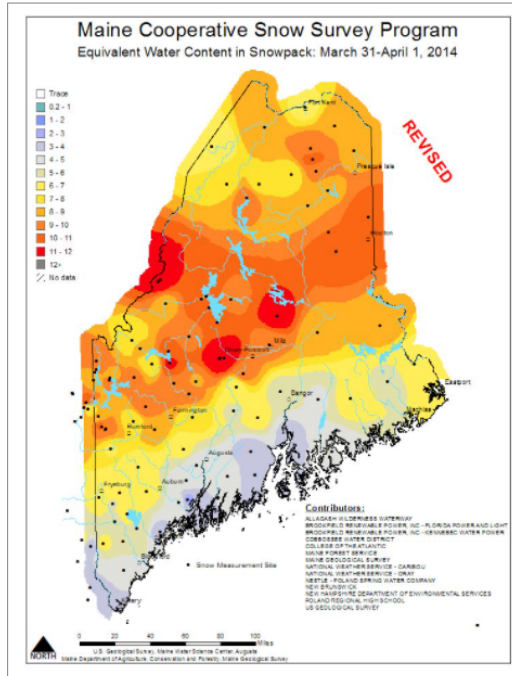 Maine Cooperative Snow Survey Program
Equivalent Water Content in Snowpack: March 31-April 1, 2014
REVISED
Trace
0.2 - 1
1 - 2
2 - 3
3 - 4
4 - 5
5 - 6
6 - 7
7 - 8
8 - 9
9 - 10
10 - 11
11 - 12
12>
No data
Fort Kent
Presque Isle
Houlton
Milo
Dover-Foxcroft
Bangor
Eastport
Machias
Farmington
Rumford
Augusta
Auburn
Fryeburg
Snow Measurement Site
Contributors:
ALLAGASH WILDERNESS WATERWAY
BROOKFIELD RENEWABLE POWER, INC - FLORIDA POWER AND LIGHT
BROOKFIELD RENEWABLE POWER, INC - KENNEBEC WATER POWER
COBBOSSEE WATER DISTRICT
COLLEGE OF THE ATLANTIC
MAINE FOREST SERVICE
MAINE GEOLOGICAL SURVEY
NATIONAL WEATHER SERVICE - CARIBOU
NATIONAL WEATHER SERVICE - GRAY
NESTLE - POLAND SPRING WATER COMPANY
NEW BRUNSWICK
NEW HAMPSHIRE DEPARTMENT OF ENVIRONMENTAL SERVICES
POLAND REGIONAL HIGH SCHOOL
US GEOLOGICAL SURVEY
0 10 20 40 60 80 100
Miles
NORTH
U.S. Geological Survey, Maine Water Science Center, Augusta
Maine Department of Agriculture, Conservation and Forestry, Maine Geological Survey